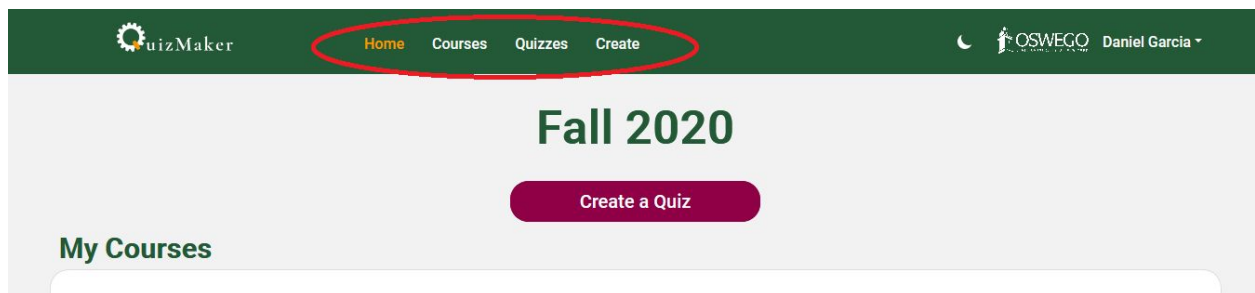 QuizMaker Home Courses Quizzes Create OSWEGO Daniel Garcia
Fall 2020
Create a Quiz
My Courses